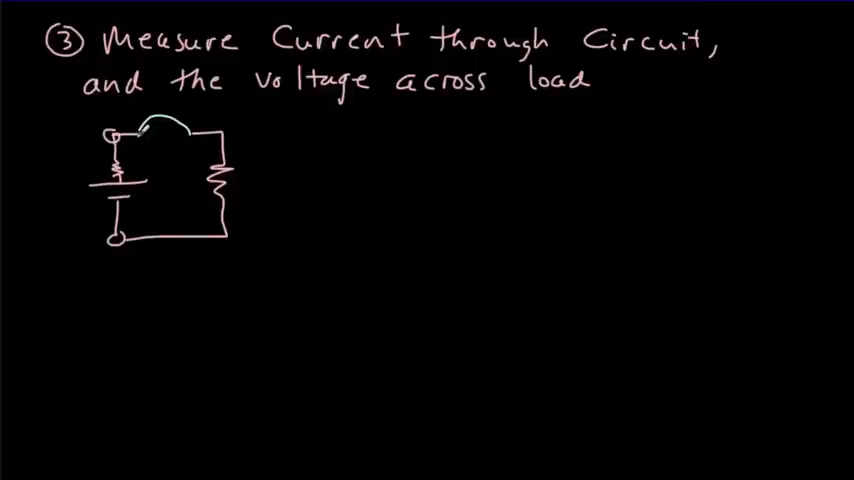 ③ Measure Current through Circuit,
and the voltage across load